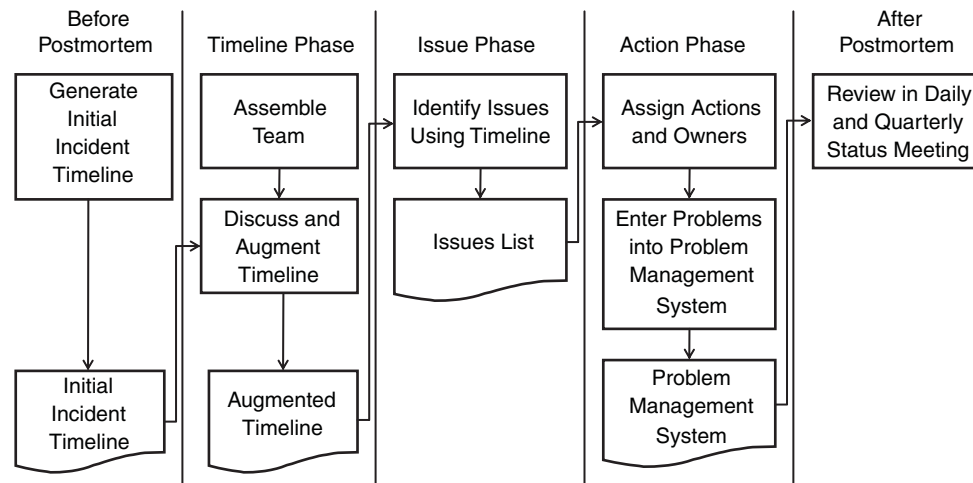 Before
Postmortem
Generate
Initial
Incident
Timeline
Initial
Incident
Timeline
Timeline Phase
Assemble
Team
Discuss and
Augment
Timeline
Augmented
Timeline
Issue Phase
Identify Issues
Using Timeline
Issues List
Action Phase
Assign Actions
and Owners
Enter Problems
into Problem
Management
System
Problem
Management
System
After
Postmortem
Review in Daily
and Quarterly
Status Meeting